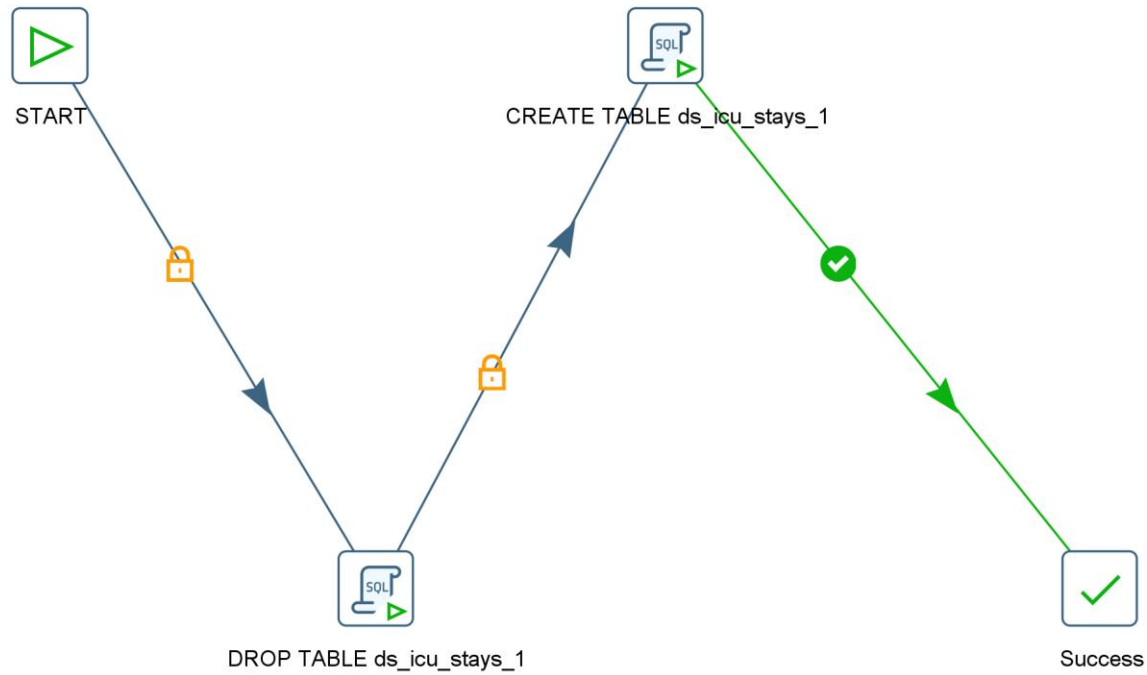 SQL
START
CREATE TABLE ds_icu_stays_1
SQL
DROP TABLE ds_icu_stays_1
Success